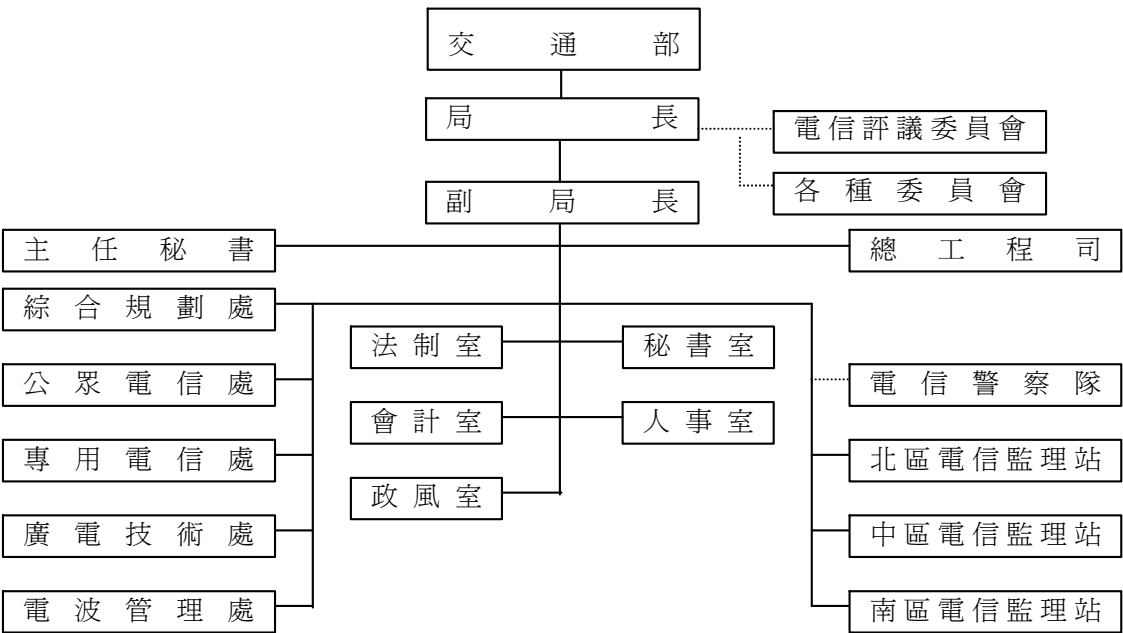 交通部
局長
電信評議委員會
各種委員會
副局長
主任秘書
總工程司
綜合規劃處
法制室
秘書室
公眾電信處
電信警察隊
會計室
人事室
專用電信處
北區電信監理站
政風室
廣電技術處
中區電信監理站
電波管理處
南區電信監理站